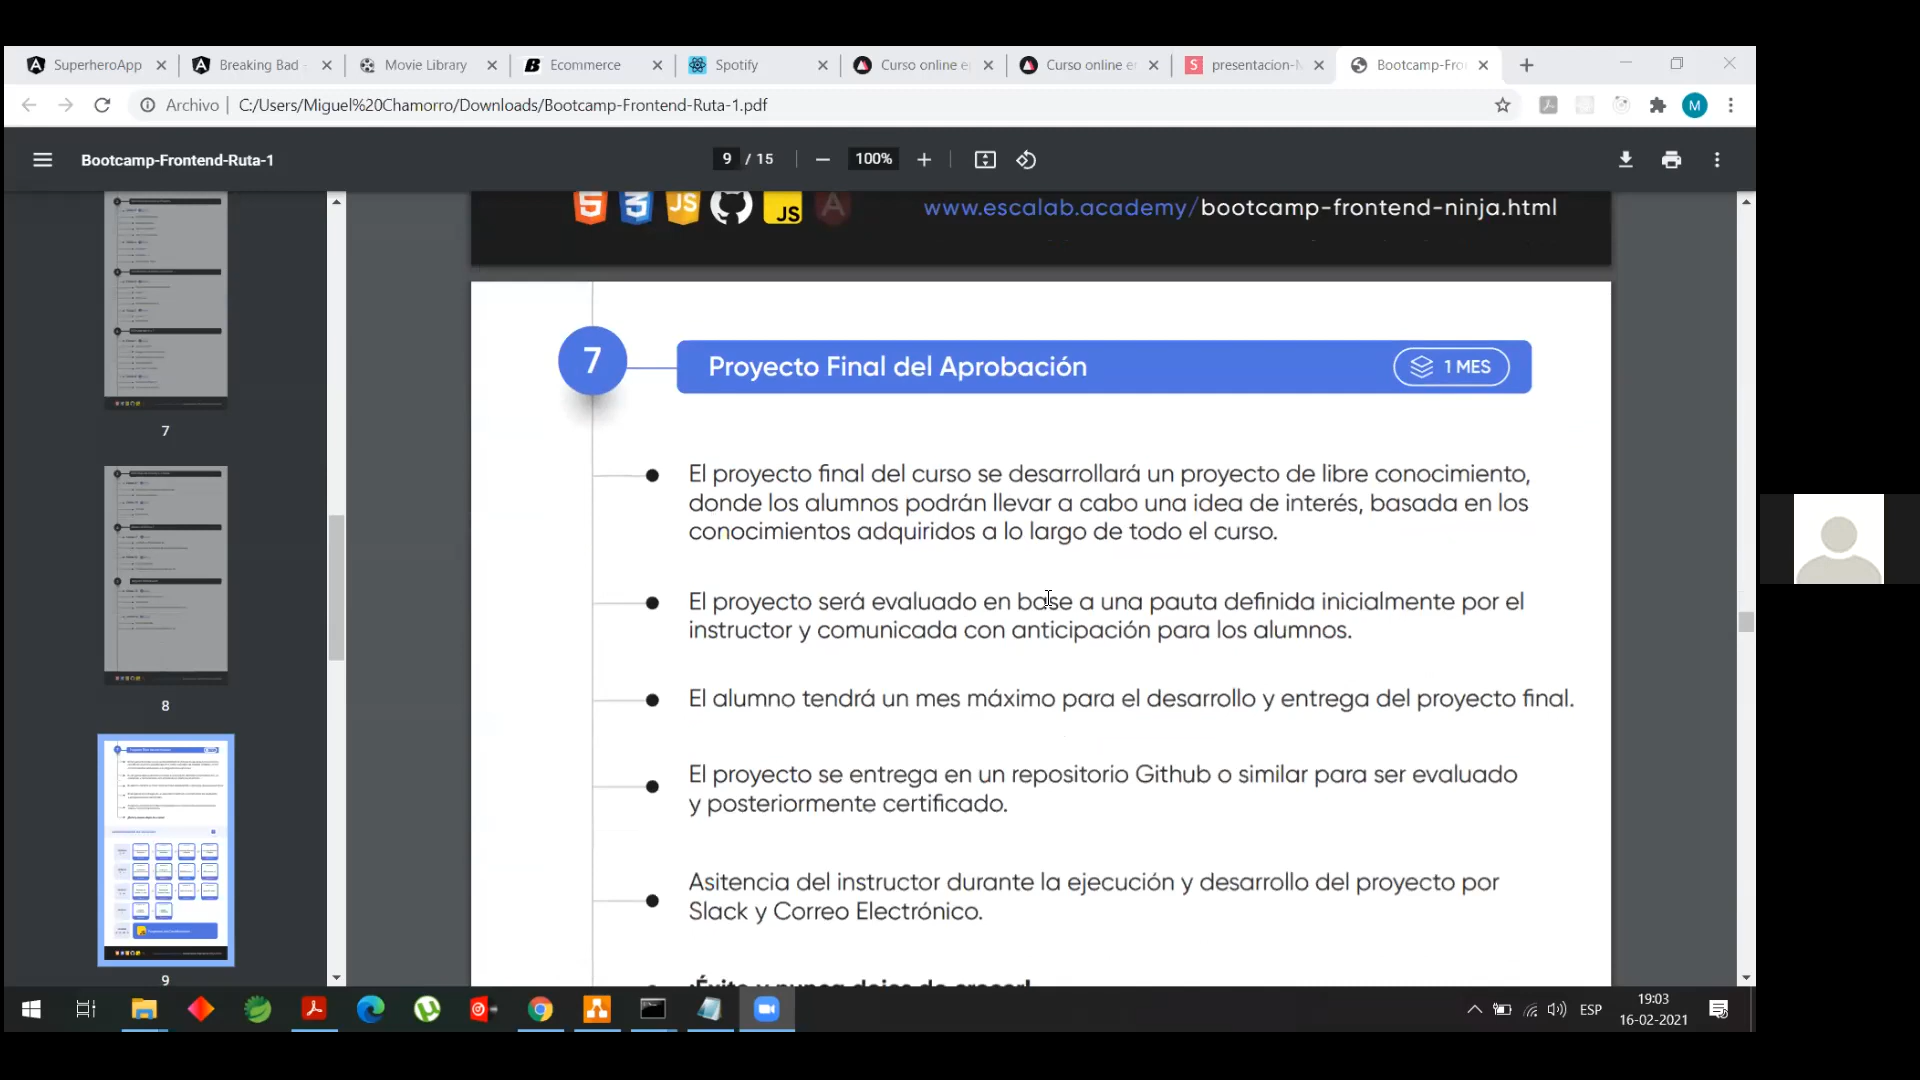 SuperheroApp
Breaking Bad
Movie Library
Ecommerce
Spotify
Curso online e
Curso online e
presentacion-
Bootcamp-Fro
Archivo
C:/Users/Miguel%20Chamorro/Downloads/Bootcamp-Frontend-Ruta-1.pdf
M
Bootcamp-Frontend-Ruta-1
9 / 15
100%
JS
JS
www.escalab.academy/bootcamp-frontend-ninja.html
7
Proyecto Final del Aprobación
1 MES
El proyecto final del curso se desarrollará un proyecto de libre conocimiento,
donde los alumnos podrán llevar a cabo una idea de interés, basada en los
conocimientos adquiridos a lo largo de todo el curso.
El proyecto será evaluado en base a una pauta definida inicialmente por el
instructor y comunicada con anticipación para los alumnos.
El alumno tendrá un mes máximo para el desarrollo y entrega del proyecto final.
El proyecto se entrega en un repositorio Github o similar para ser evaluado
y posteriormente certificado.
Asitencia del instructor durante la ejecución y desarrollo del proyecto por
Slack y Correo Electrónico.
¡Éxito y nunca dejes de crecer!
7
8
9
ESP
19:03
16-02-2021